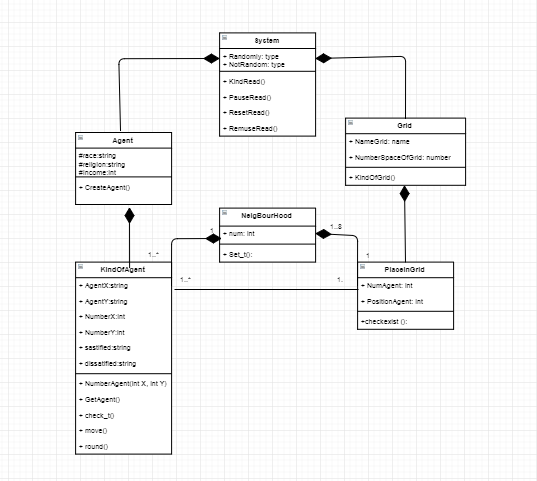 System
+ Randomly: type
+ NotRandom: type
+ KindRead()
+ PauseRead()
+ ResetRead()
+ RemuseRead()
Agent
#race:string
#religion:string
#income:int
+ CreateAgent()
Grid
+ NameGrid: name
+ NumberSpaceOfGrid: number
+ KindOfGrid()
NeigBourHood
+ num: int
+ Set_t():
1
1..8
1..*
1
KindOfAgent
+ AgentX:string
+ AgentY:string
+ NumberX:int
+ NumberY:int
+ sastified:string
+ dissatified:string
+ NumberAgent(int X, int Y)
+ GetAgent()
+ check_t()
+ move()
+ round()
1..*
1..
PlaceInGrid
+ NumAgent: int
+ PositionAgent: int
+checkexist ():